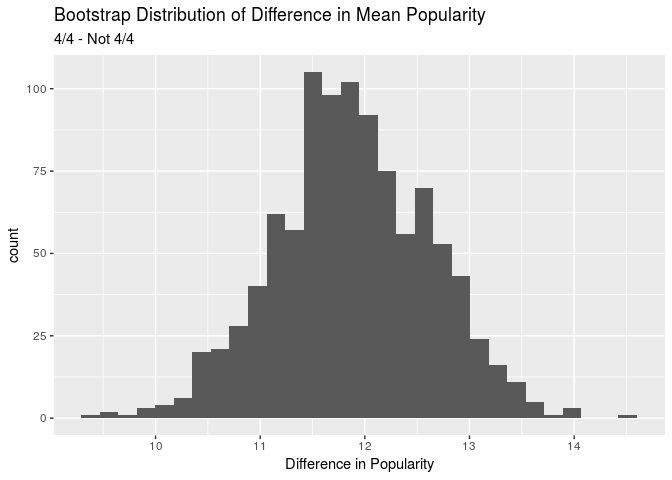 Bootstrap Distribution of Difference in Mean Popularity
4/4 - Not 4/4
100
75
50
25
0
count
10 11 12 13 14
Difference in Popularity